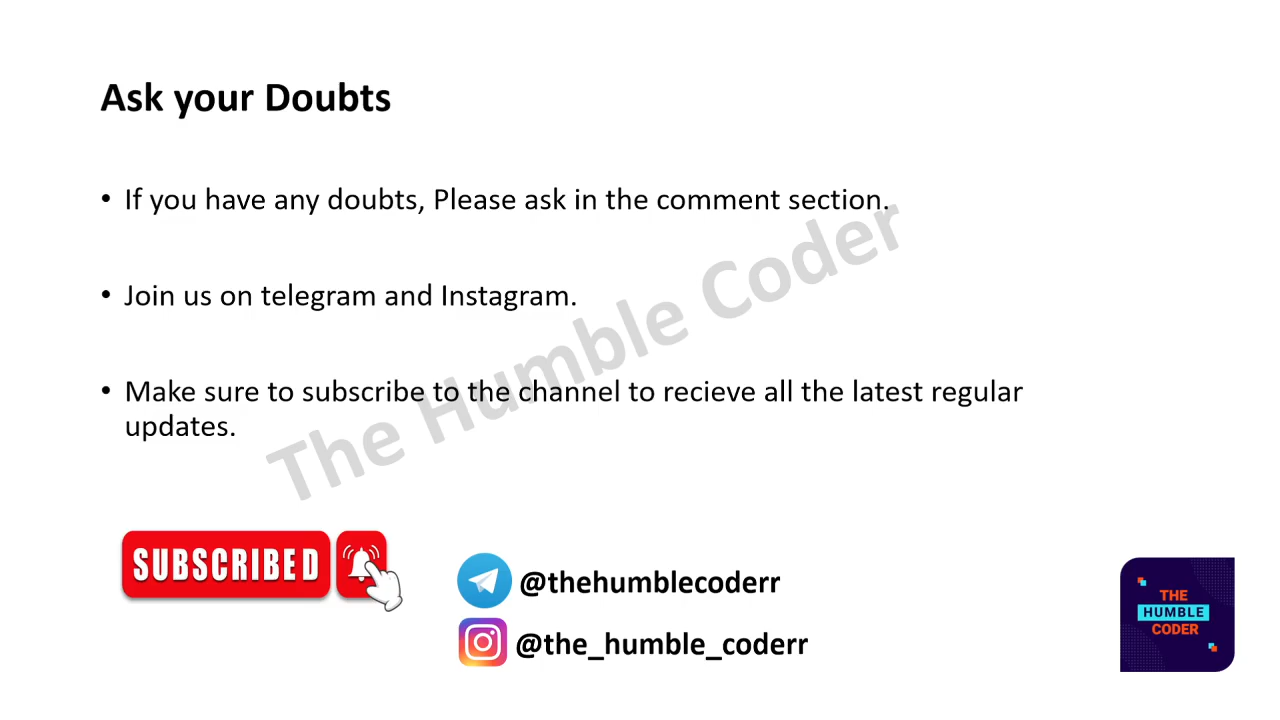 Ask your Doubts
• If you have any doubts, Please ask in the comment section.
• Join us on telegram and Instagram.
• Make sure to subscribe to the channel to recieve all the latest regular
updates.
The Humble Coder
SUBSCRIBED
@thehumblecoderr
@the_humble_coderr
THE
HUMBLE
CODER